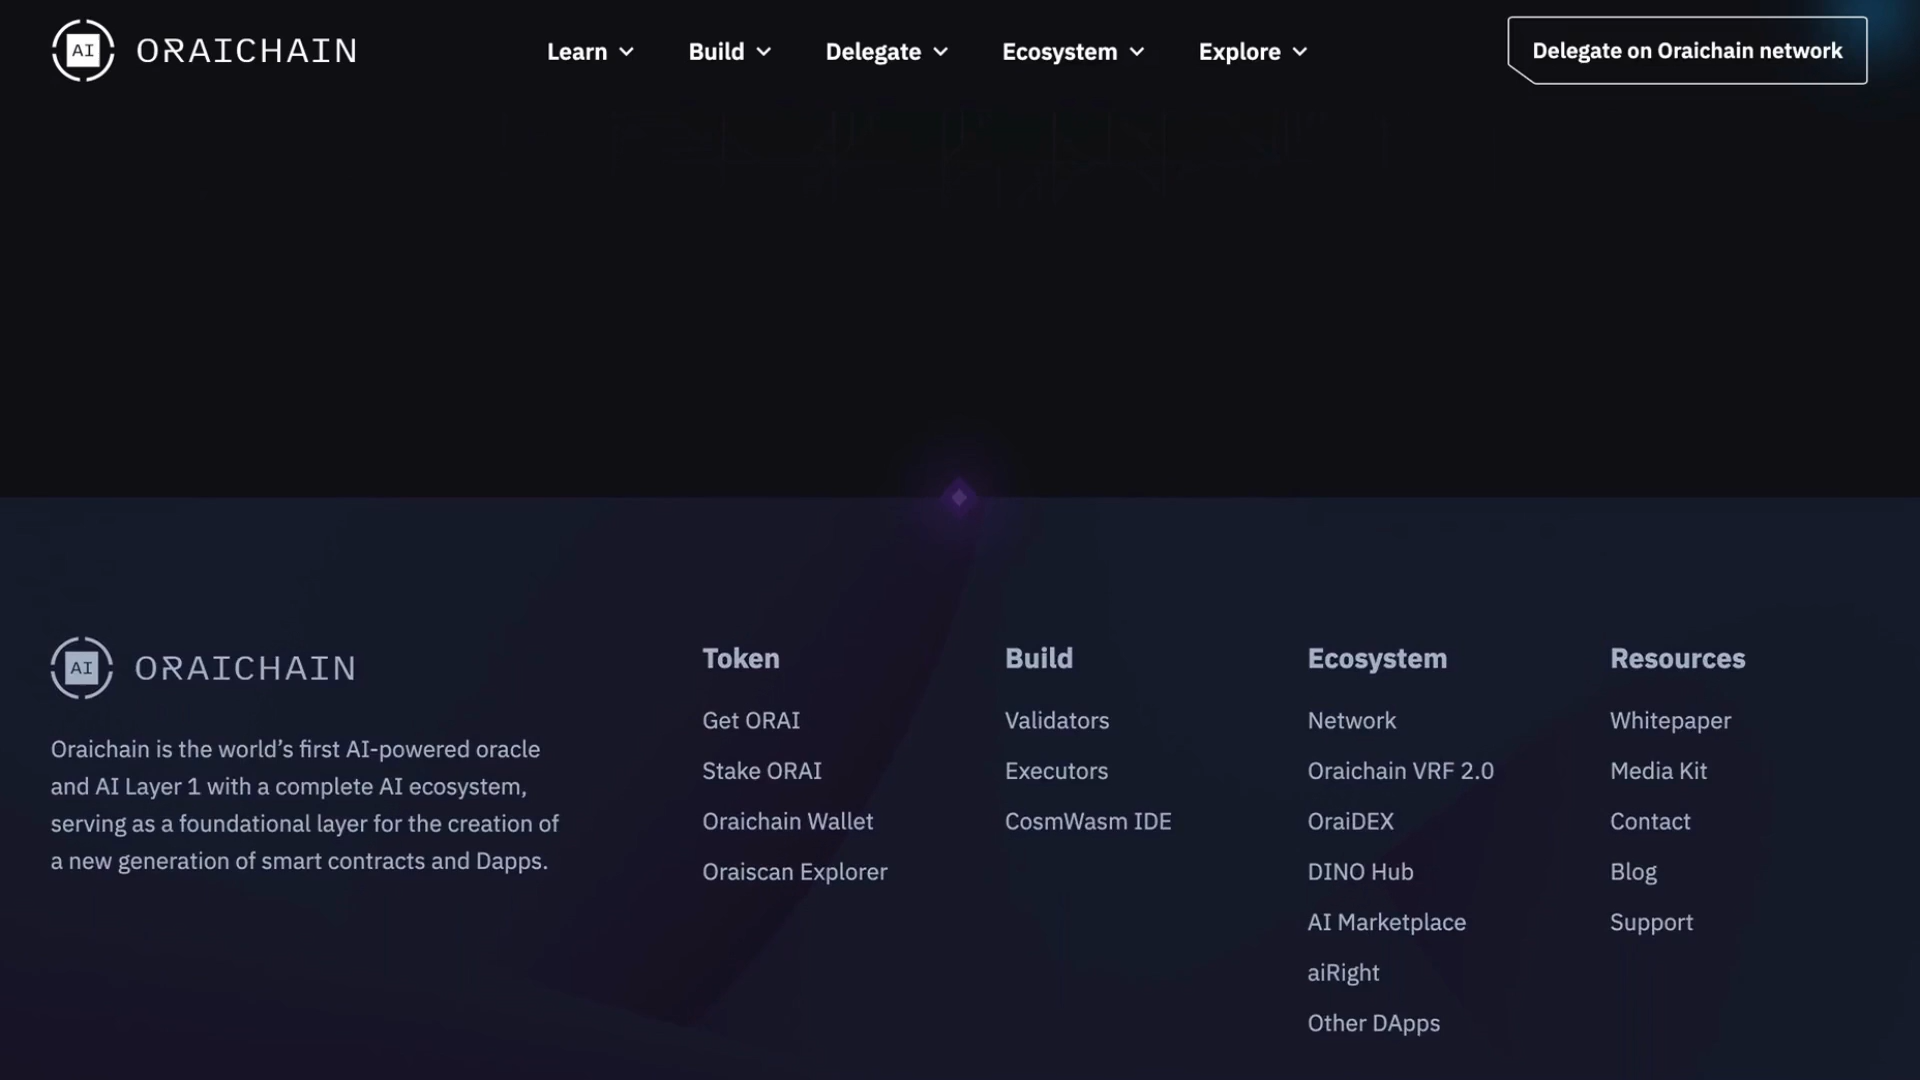 AI ORAICHAIN
Learn Build Delegate Ecosystem Explore
Delegate on Oraichain network
AI ORAICHAIN
Oraichain is the world’s first AI-powered oracle
and AI Layer 1 with a complete AI ecosystem,
serving as a foundational layer for the creation of
a new generation of smart contracts and Dapps.
Token
Get ORAI
Stake ORAI
Oraichain Wallet
Oraiscan Explorer
Build
Validators
Executors
CosmWasm IDE
Ecosystem
Network
Oraichain VRF 2.0
OraiDEX
DINO Hub
AI Marketplace
aiRight
Other DApps
Resources
Whitepaper
Media Kit
Contact
Blog
Support